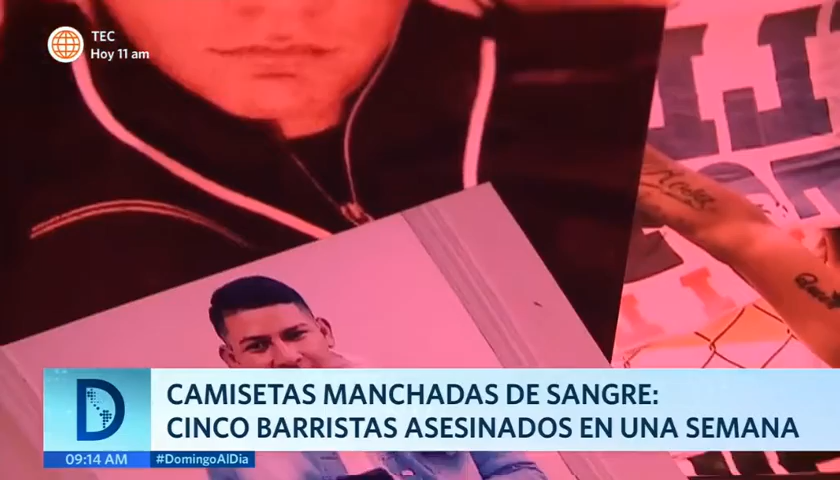 TEC
Hoy 11 am
D
CAMISETAS MANCHADAS DE SANGRE:
CINCO BARRISTAS ASESINADOS EN UNA SEMANA
09:14 AM
#DomingoAlDia